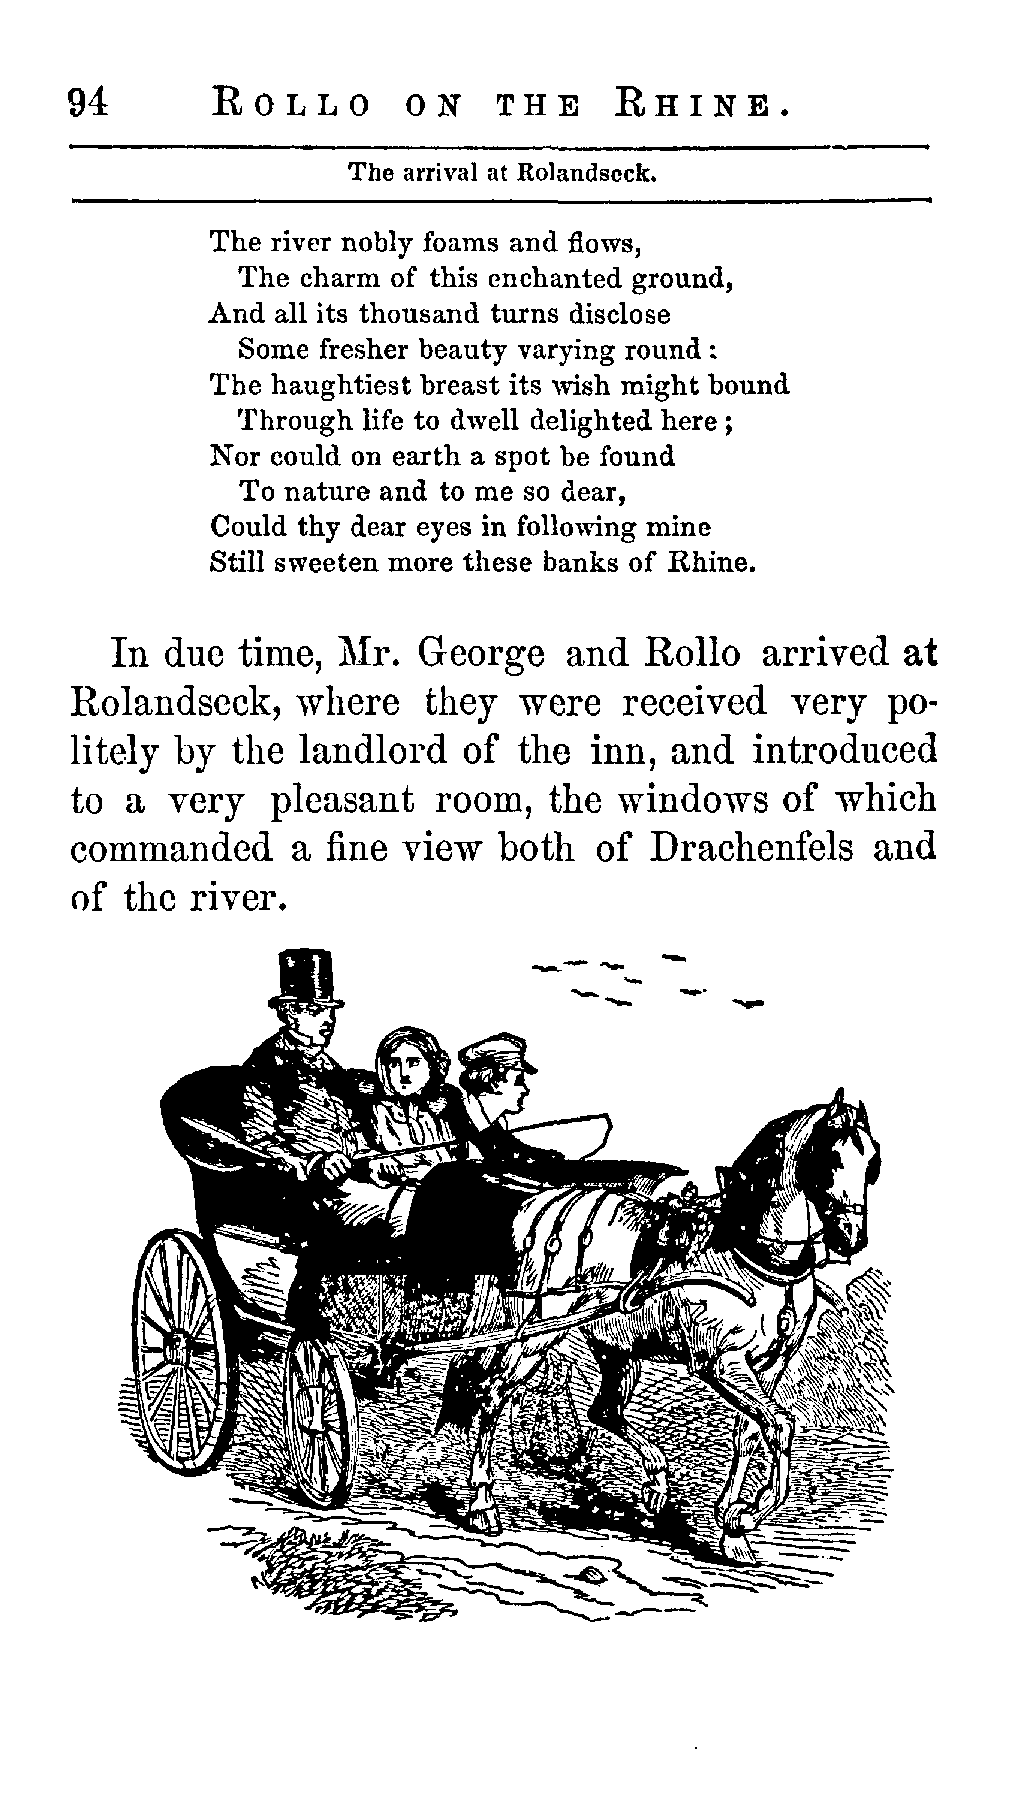 94 ROLLO ON THE RHINE.
The arrival at Rolandseck.
The river nobly foams and flows,
The charm of this enchanted ground,
And all its thousand turns disclose
Some fresher beauty varying round :
The haughtiest breast its wish might bound
Through life to dwell delighted here ;
Nor could on earth a spot be found
To nature and to me so dear,
Could thy dear eyes in following mine
Still sweeten more these banks of Rhine.
In due time, Mr. George and Rollo arrived at
Rolandseck, where they were received very po-
litely by the landlord of the inn, and introduced
to a very pleasant room, the windows of which
commanded a fine view both of Drachenfels and
of the river.